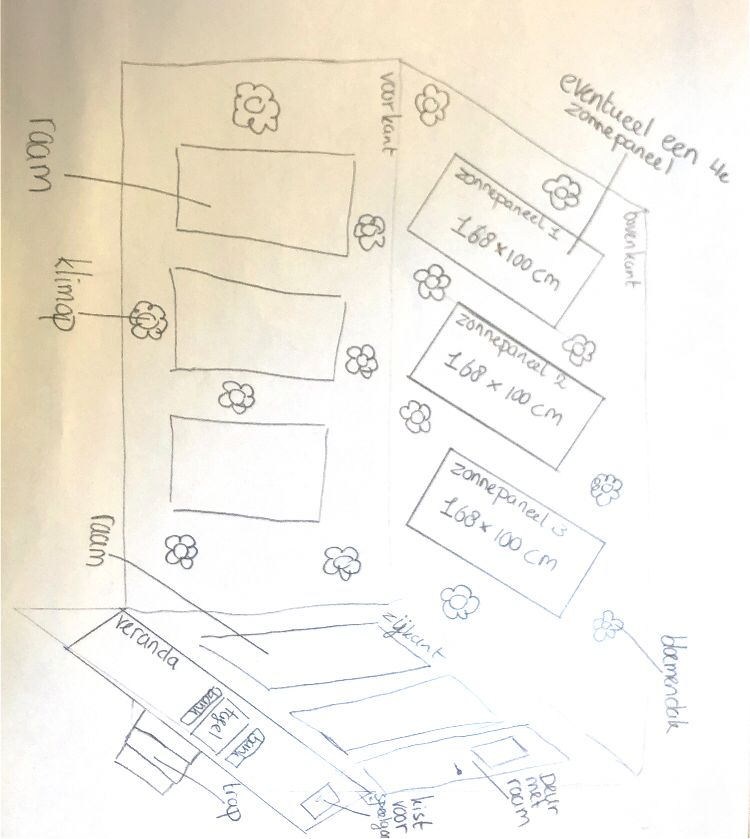 eventueel een 4e
zonnepaneel
voorkant
bovenkant
zonnepaneel 1
168 x 100 cm
raam
klimop
zonnepaneel 2
168 x 100 cm
zonnepaneel 3
168 x 100 cm
raam
zijkant
bloemendak
veranda
bank
tafel
bank
trap
Deur
met
raam
kist
voor